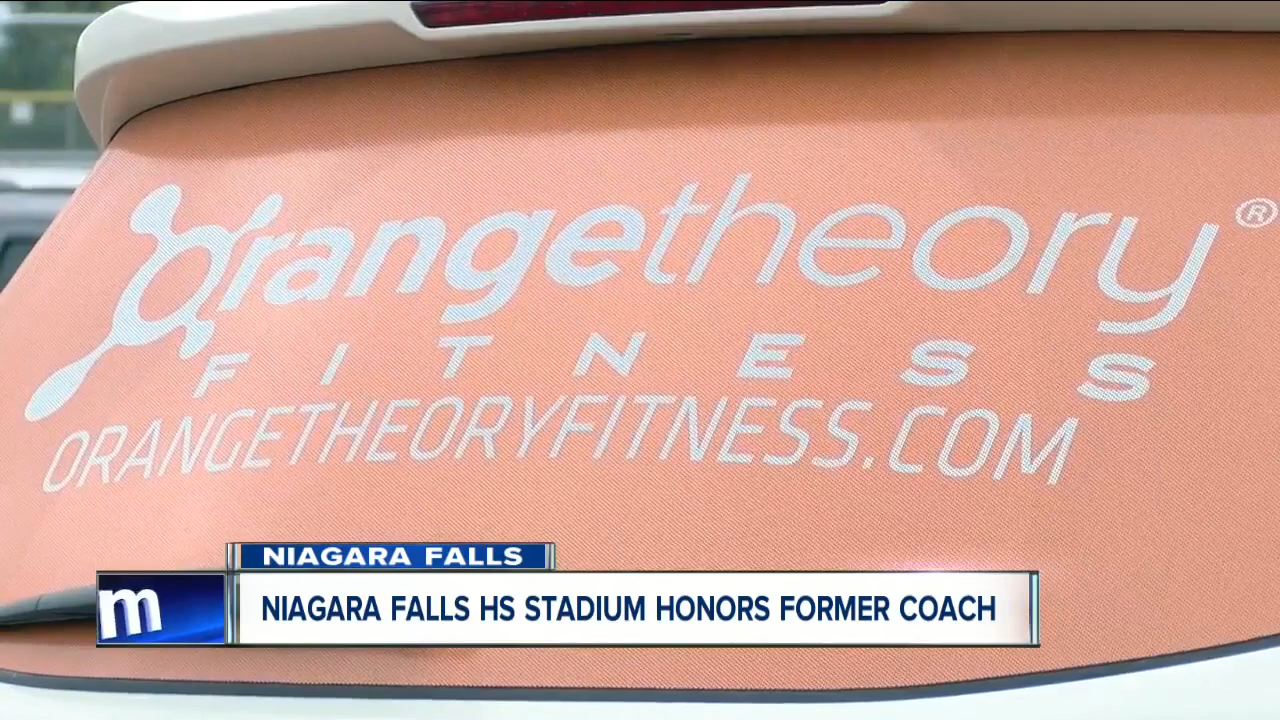 orangetheory®
FITNESS
ORANGETHEORYFITNESS.COM
NIAGARA FALLS
m
NIAGARA FALLS HS STADIUM HONORS FORMER COACH